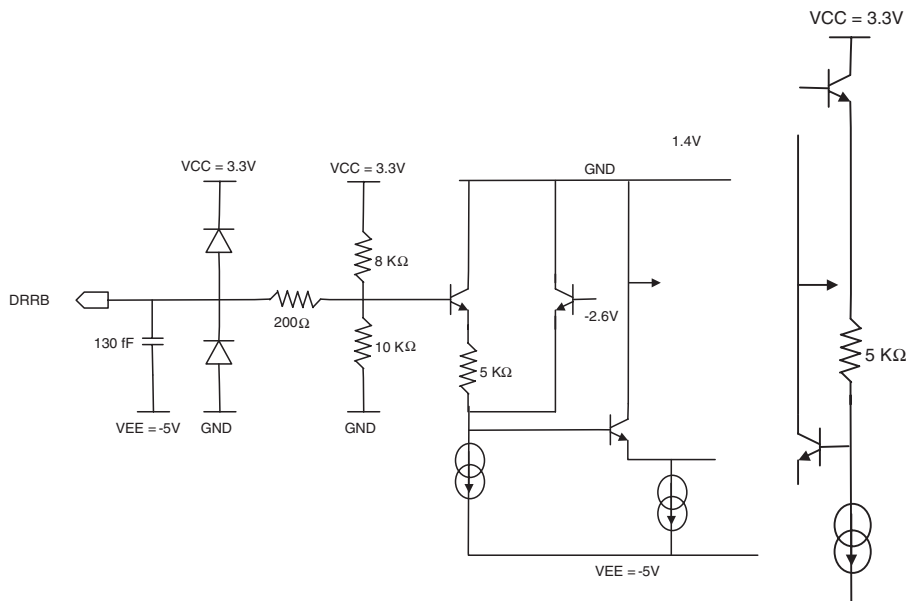 VCC = 3.3V
1.4V
VCC = 3.3V
VCC = 3.3V
GND
8 KΩ
DRRB
200Ω
-2.6V
130 fF
10 KΩ
5 KΩ
5 KΩ
VEE = -5V
GND
GND
VEE = -5V